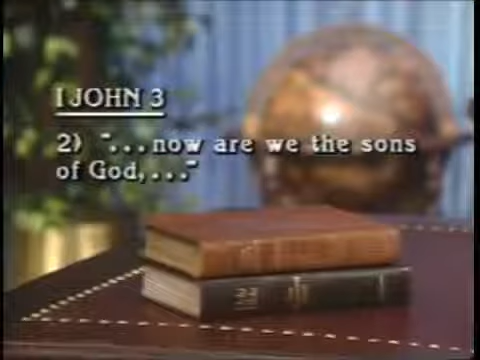 I JOHN 3
2) "...now are we the sons
of God,..."